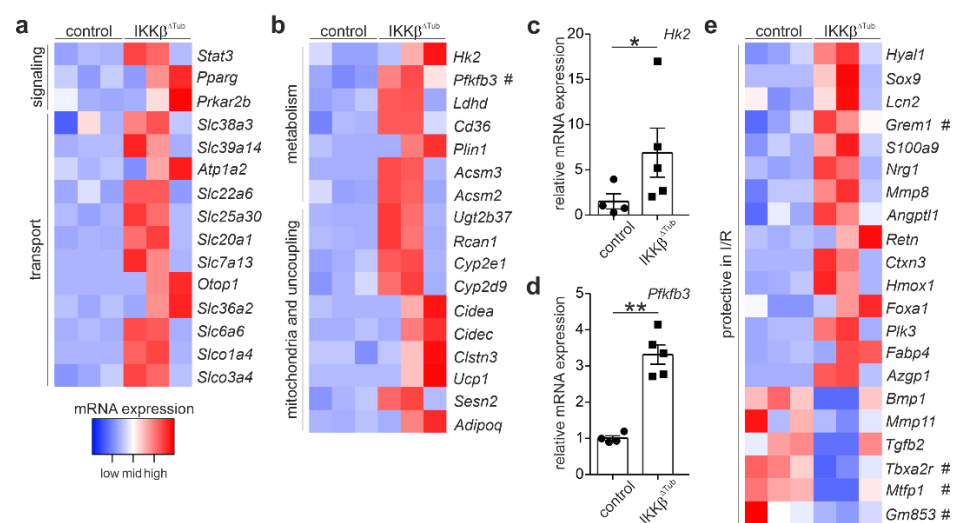 a
control IKKβΔTub
signaling
Stat3
Pparg
Prkar2b
transport
Slc38a3
Slc39a14
Atp1a2
Slc22a6
Slc25a30
Slc20a1
Slc7a13
Otop1
Slc36a2
Slc6a6
Slco1a4
Slco3a4
mRNA expression
low mid high
b
control IKKβΔTub
metabolism
Hk2
Pfkfb3 #
Ldhd
Cd36
Plin1
Acsm3
Acsm2
mitochondria and uncoupling
Ugt2b37
Rcan1
Cyp2e1
Cyp2d9
Cidea
Cidec
Clstn3
Ucp1
Sesn2
Adipoq
c
Hk2
*
relative mRNA expression
20
15
10
5
0
control
IKKβΔTub
d
Pfkfb3
**
relative mRNA expression
5
4
3
2
1
0
control
IKKβΔTub
e
control IKKβΔTub
protective in I/R
Hyal1
Sox9
Lcn2
Grem1 #
S100a9
Nrg1
Mmp8
Angptl1
Retn
Ctxn3
Hmox1
Foxa1
Plk3
Fabp4
Azgp1
Bmp1
Mmp11
Tgfb2
Tbxa2r #
Mtfp1 #
Gm853 #